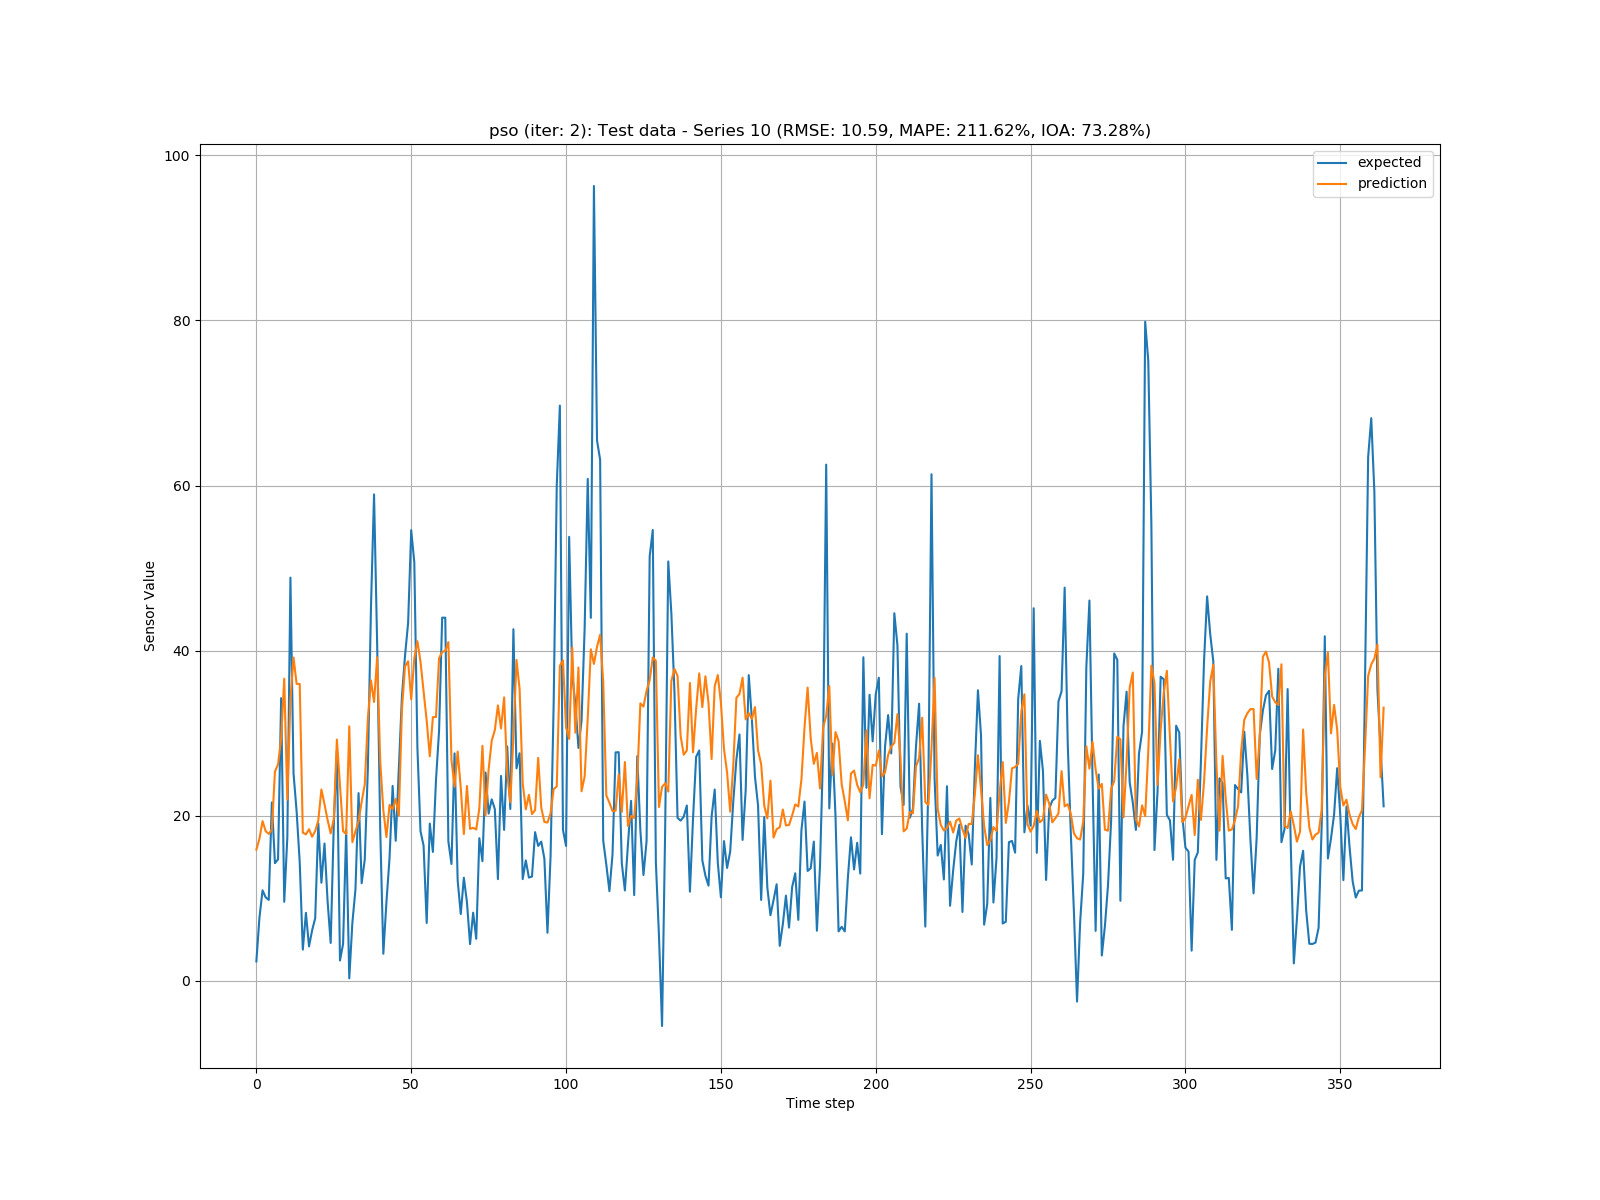 pso (iter: 2): Test data - Series 10 (RMSE: 10.59, MAPE: 211.62%, IOA: 73.28%)
expected
prediction
100
80
60
40
20
0
Sensor Value
0 50 100 150 200 250 300 350
Time step